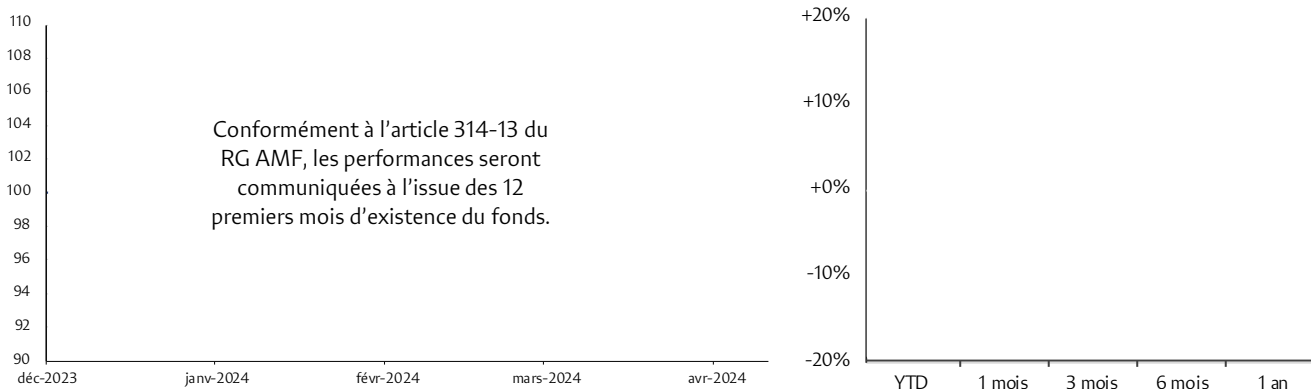 110
108
106
104
102
100
98
96
94
92
90
déc-2023 janv-2024 févr-2024 mars-2024 avr-2024
Conformément à l'article 314-13 du
RG AMF, les performances seront
communiquées à l'issue des 12
premiers mois d'existence du fonds.
+20%
+10%
+0%
-10%
-20%
YTD 1 mois 3 mois 6 mois 1 an